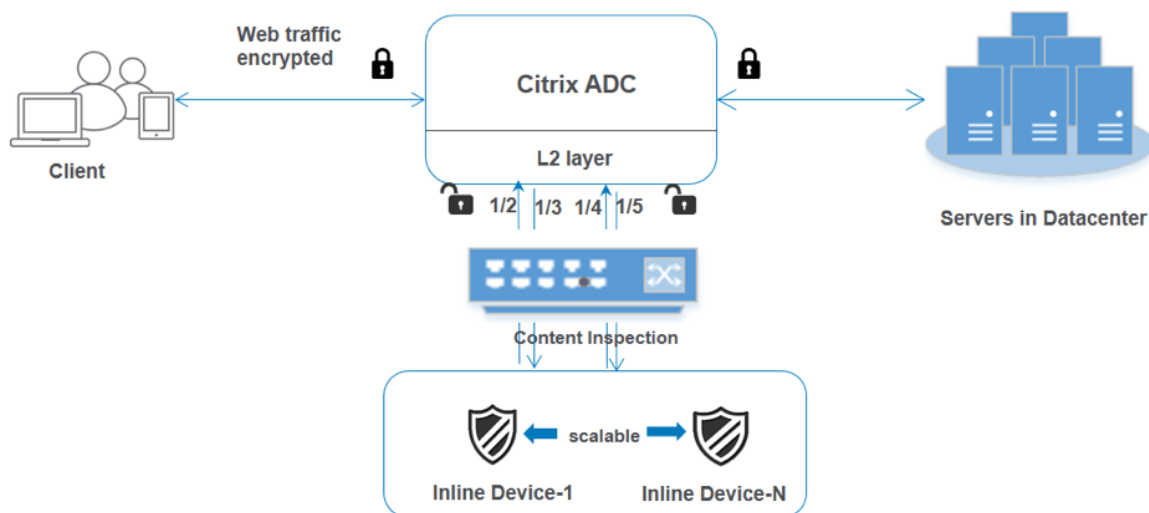 Web traffic
encrypted
Citrix ADC
L2 layer
Client
1/2 1/3 1/4 1/5
Servers in Datacenter
Content Inspection
scalable
Inline Device-1 Inline Device-N